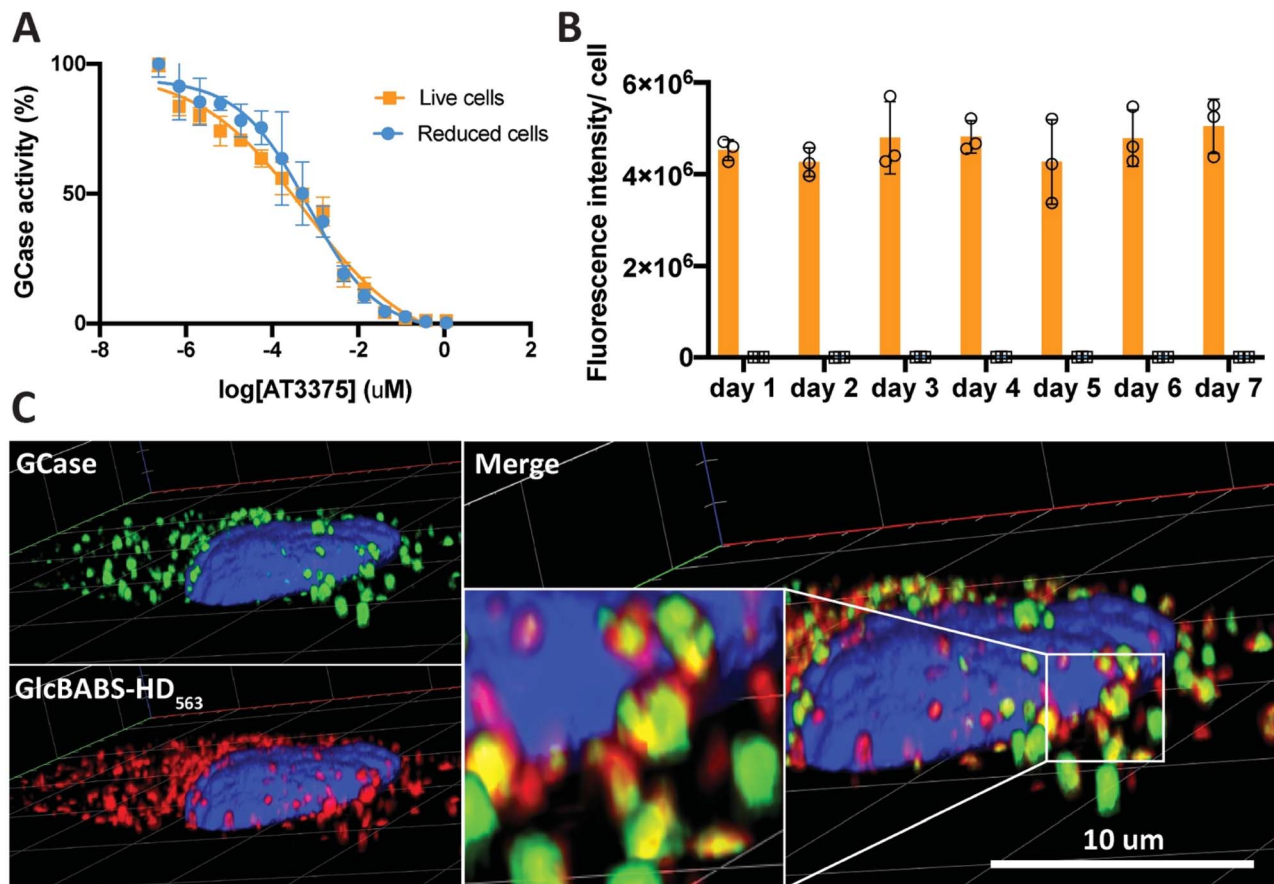 A
GCase activity (%)
100
50
0
-8
-6
-4
-2
0
2
log[AT3375] (uM)
Live cells
Reduced cells
B
Fluorescence intensity/ cell
6×10⁶
4×10⁶
2×10⁶
0
day 1
day 2
day 3
day 4
day 5
day 6
day 7
C
GCase
GlcBABS-HD₅₆₃
Merge
10 um